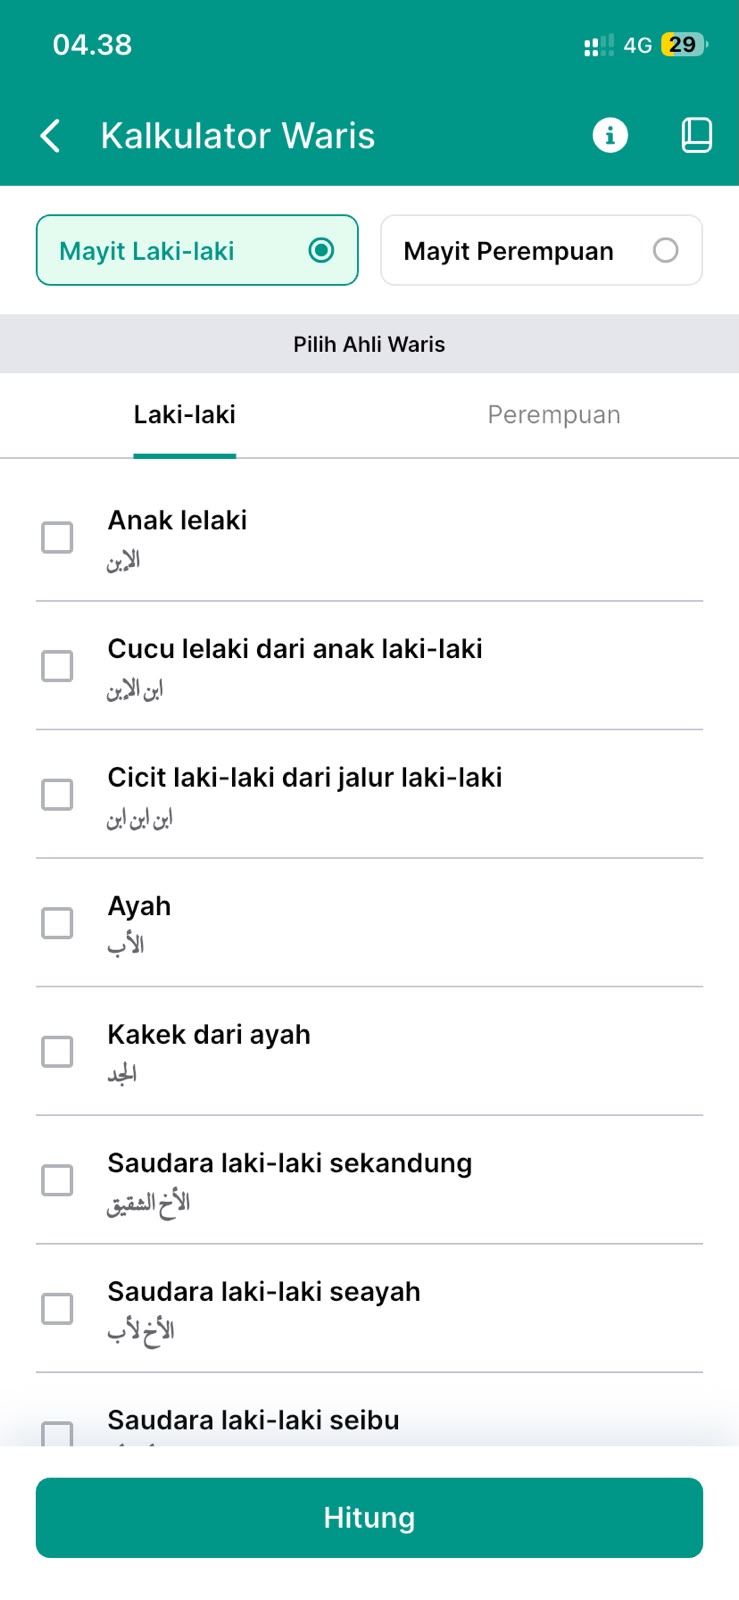 04.38
4G 29
Kalkulator Waris
Mayit Laki-laki
Mayit Perempuan
Pilih Ahli Waris
Laki-laki
Perempuan
Anak lelaki
الإبن
Cucu lelaki dari anak laki-laki
ابن الإبن
Cicit laki-laki dari jalur laki-laki
ابن ابن ابن
Ayah
الأب
Kakek dari ayah
الجد
Saudara laki-laki sekandung
الأخ الشقيق
Saudara laki-laki seayah
الأخ لأب
Saudara laki-laki seibu
Hitung